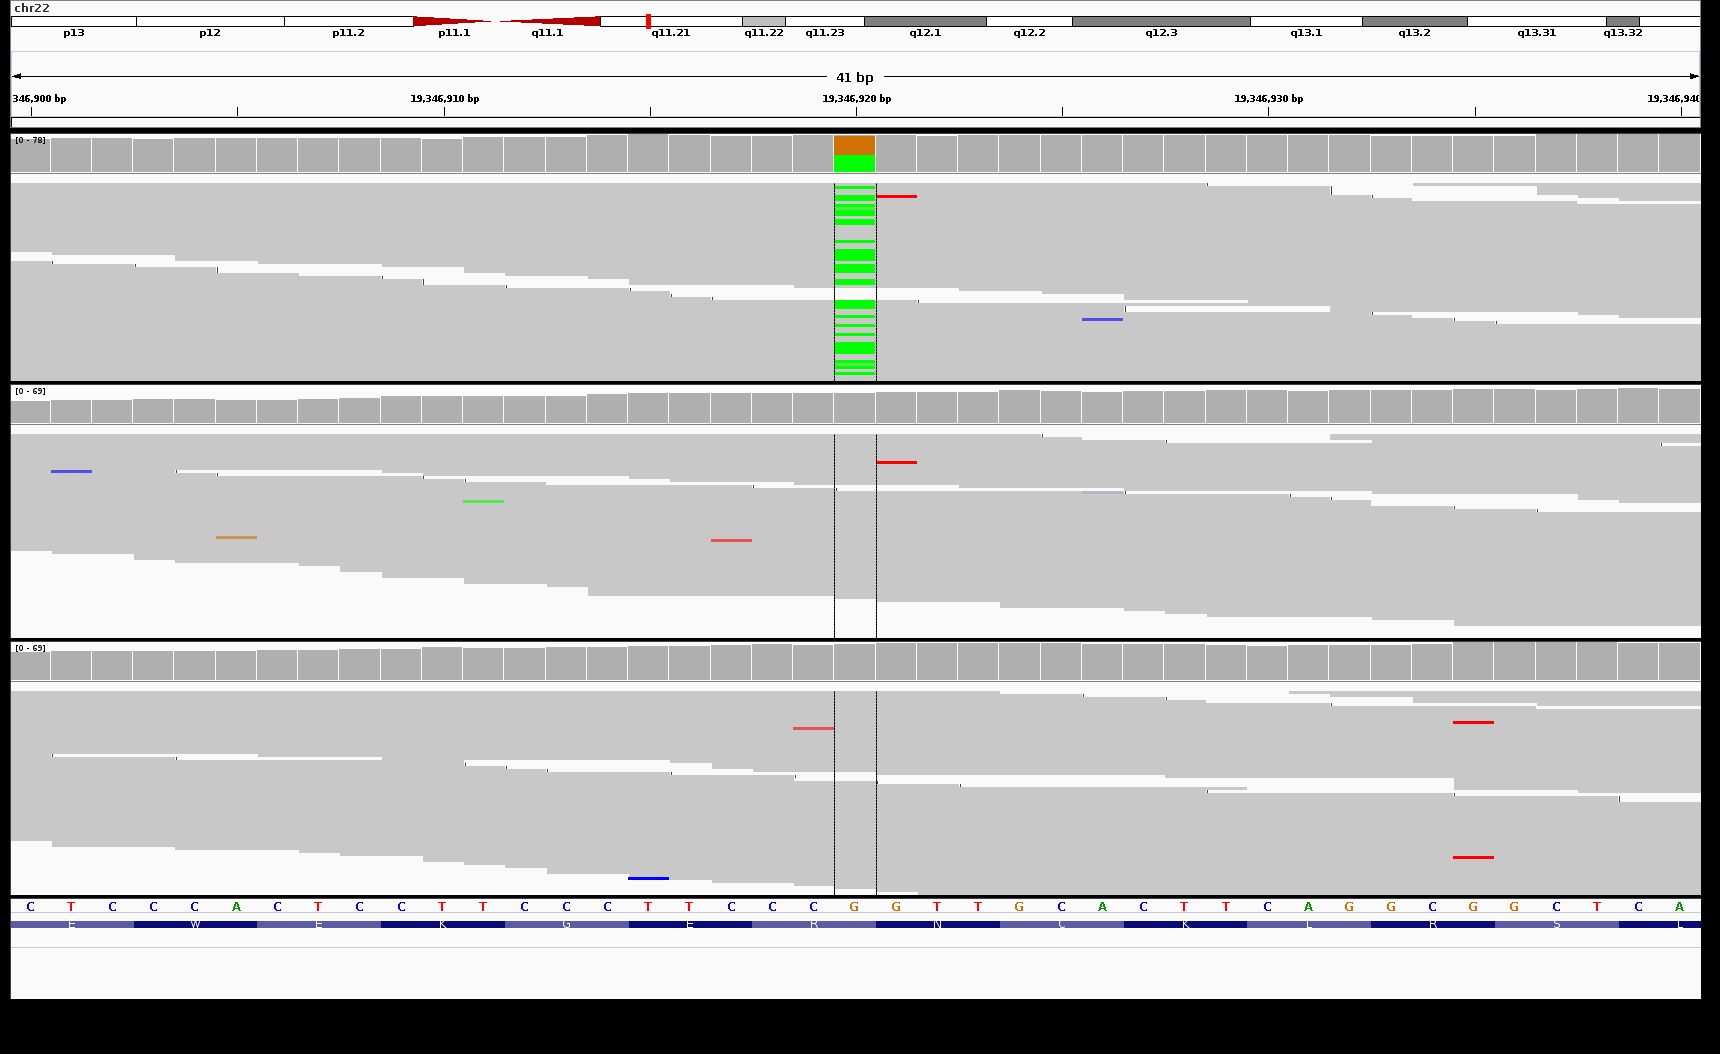 chr22
p13 p12 p11.2 p11.1 q11.1 q11.21 q11.22 q11.23 q12.1 q12.2 q12.3 q13.1 q13.2 q13.31 q13.32
41 bp
346,900 bp 19,346,910 bp 19,346,920 bp 19,346,930 bp 19,346,940
[0 - 78]
[0 - 69]
[0 - 69]
C T C C C A C T C C T T C C C T T C C C G G T T G C A C T T C A G G C G G C T C A
E W E K G E R N C K L R S L